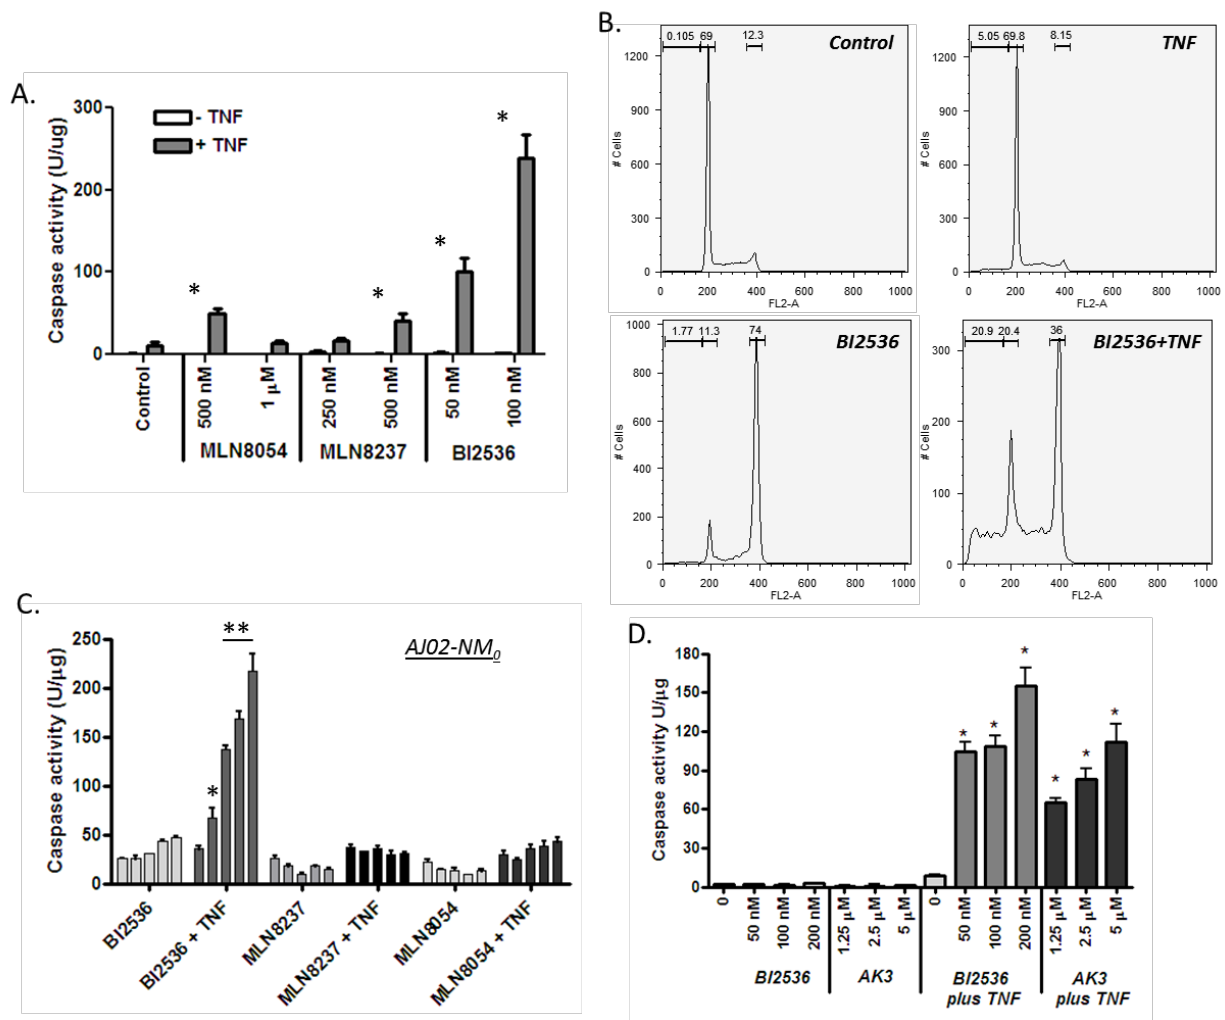 A.
Caspase activity (U/ug)
300
200
100
0
- TNF
+ TNF
*
*
*
*
Control
500 nM
1 µM
250 nM
500 nM
50 nM
100 nM
MLN8054
MLN8237
BI2536
B.
0.105 69 12.3
Control
# Cells
1200
900
600
300
0
0 200 400 600 800 1000
FL2-A
5.05 69.8 8.15
TNF
# Cells
1200
900
600
300
0
0 200 400 600 800 1000
FL2-A
1.77 11.3 74
BI2536
# Cells
1000
800
600
400
200
0
0 200 400 600 800 1000
FL2-A
20.9 20.4 36
BI2536+TNF
# Cells
300
200
100
0
0 200 400 600 800 1000
FL2-A
C.
AJ02-NM0
Caspase activity (U/µg)
250
200
150
100
50
0
*
**
BI2536
BI2536 + TNF
MLN8237
MLN8237 + TNF
MLN8054
MLN8054 + TNF
D.
Caspase activity U/µg
180
150
120
90
60
30
0
*
*
*
*
*
*
0
50 nM
100 nM
200 nM
1.25 µM
2.5 µM
5 µM
0
50 nM
100 nM
200 nM
1.25 µM
2.5 µM
5 µM
BI2536
AK3
BI2536
plus TNF
AK3
plus TNF